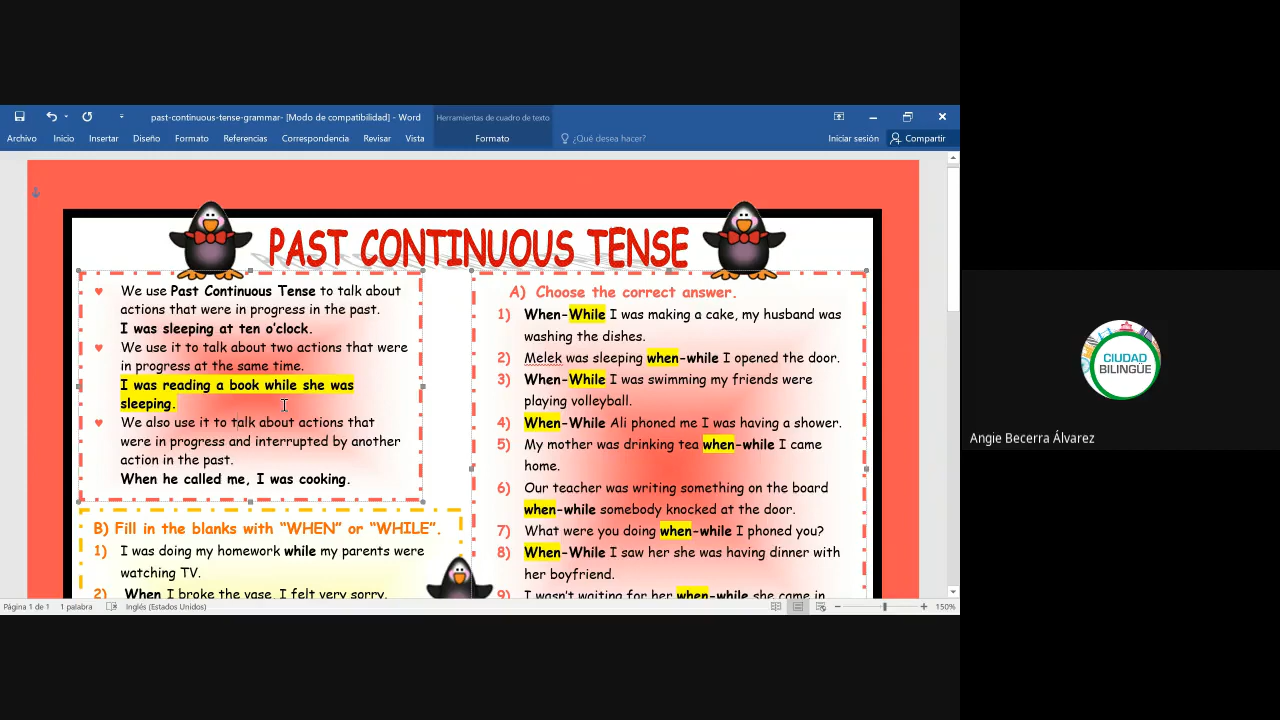 past-continuous-tense-grammar- [Modo de compatibilidad] - Word
Herramientas de cuadro de texto
Archivo Inicio Insertar Diseño Formato Referencias Correspondencia Revisar Vista Formato ¿Qué desea hacer? Iniciar sesión Compartir
PAST CONTINUOUS TENSE
We use Past Continuous Tense to talk about
actions that were in progress in the past.
I was sleeping at ten o'clock.
We use it to talk about two actions that were
in progress at the same time.
I was reading a book while she was
sleeping.
We also use it to talk about actions that
were in progress and interrupted by another
action in the past.
When he called me, I was cooking.
B) Fill in the blanks with “WHEN” or “WHILE”.
1) I was doing my homework while my parents were
watching TV.
2) When I broke the vase, I felt very sorry.
A) Choose the correct answer.
1) When-While I was making a cake, my husband was
washing the dishes.
2) Melek was sleeping when-while I opened the door.
3) When-While I was swimming my friends were
playing volleyball.
4) When-While Ali phoned me I was having a shower.
5) My mother was drinking tea when-while I came
home.
6) Our teacher was writing something on the board
when-while somebody knocked at the door.
7) What were you doing when-while I phoned you?
8) When-While I saw her she was having dinner with
her boyfriend.
9) I wasn't waiting for her when-while she came in
Página 1 de 1 1 palabra Inglés (Estados Unidos) 150%
CIUDAD
BILINGÜE
Angie Becerra Álvarez